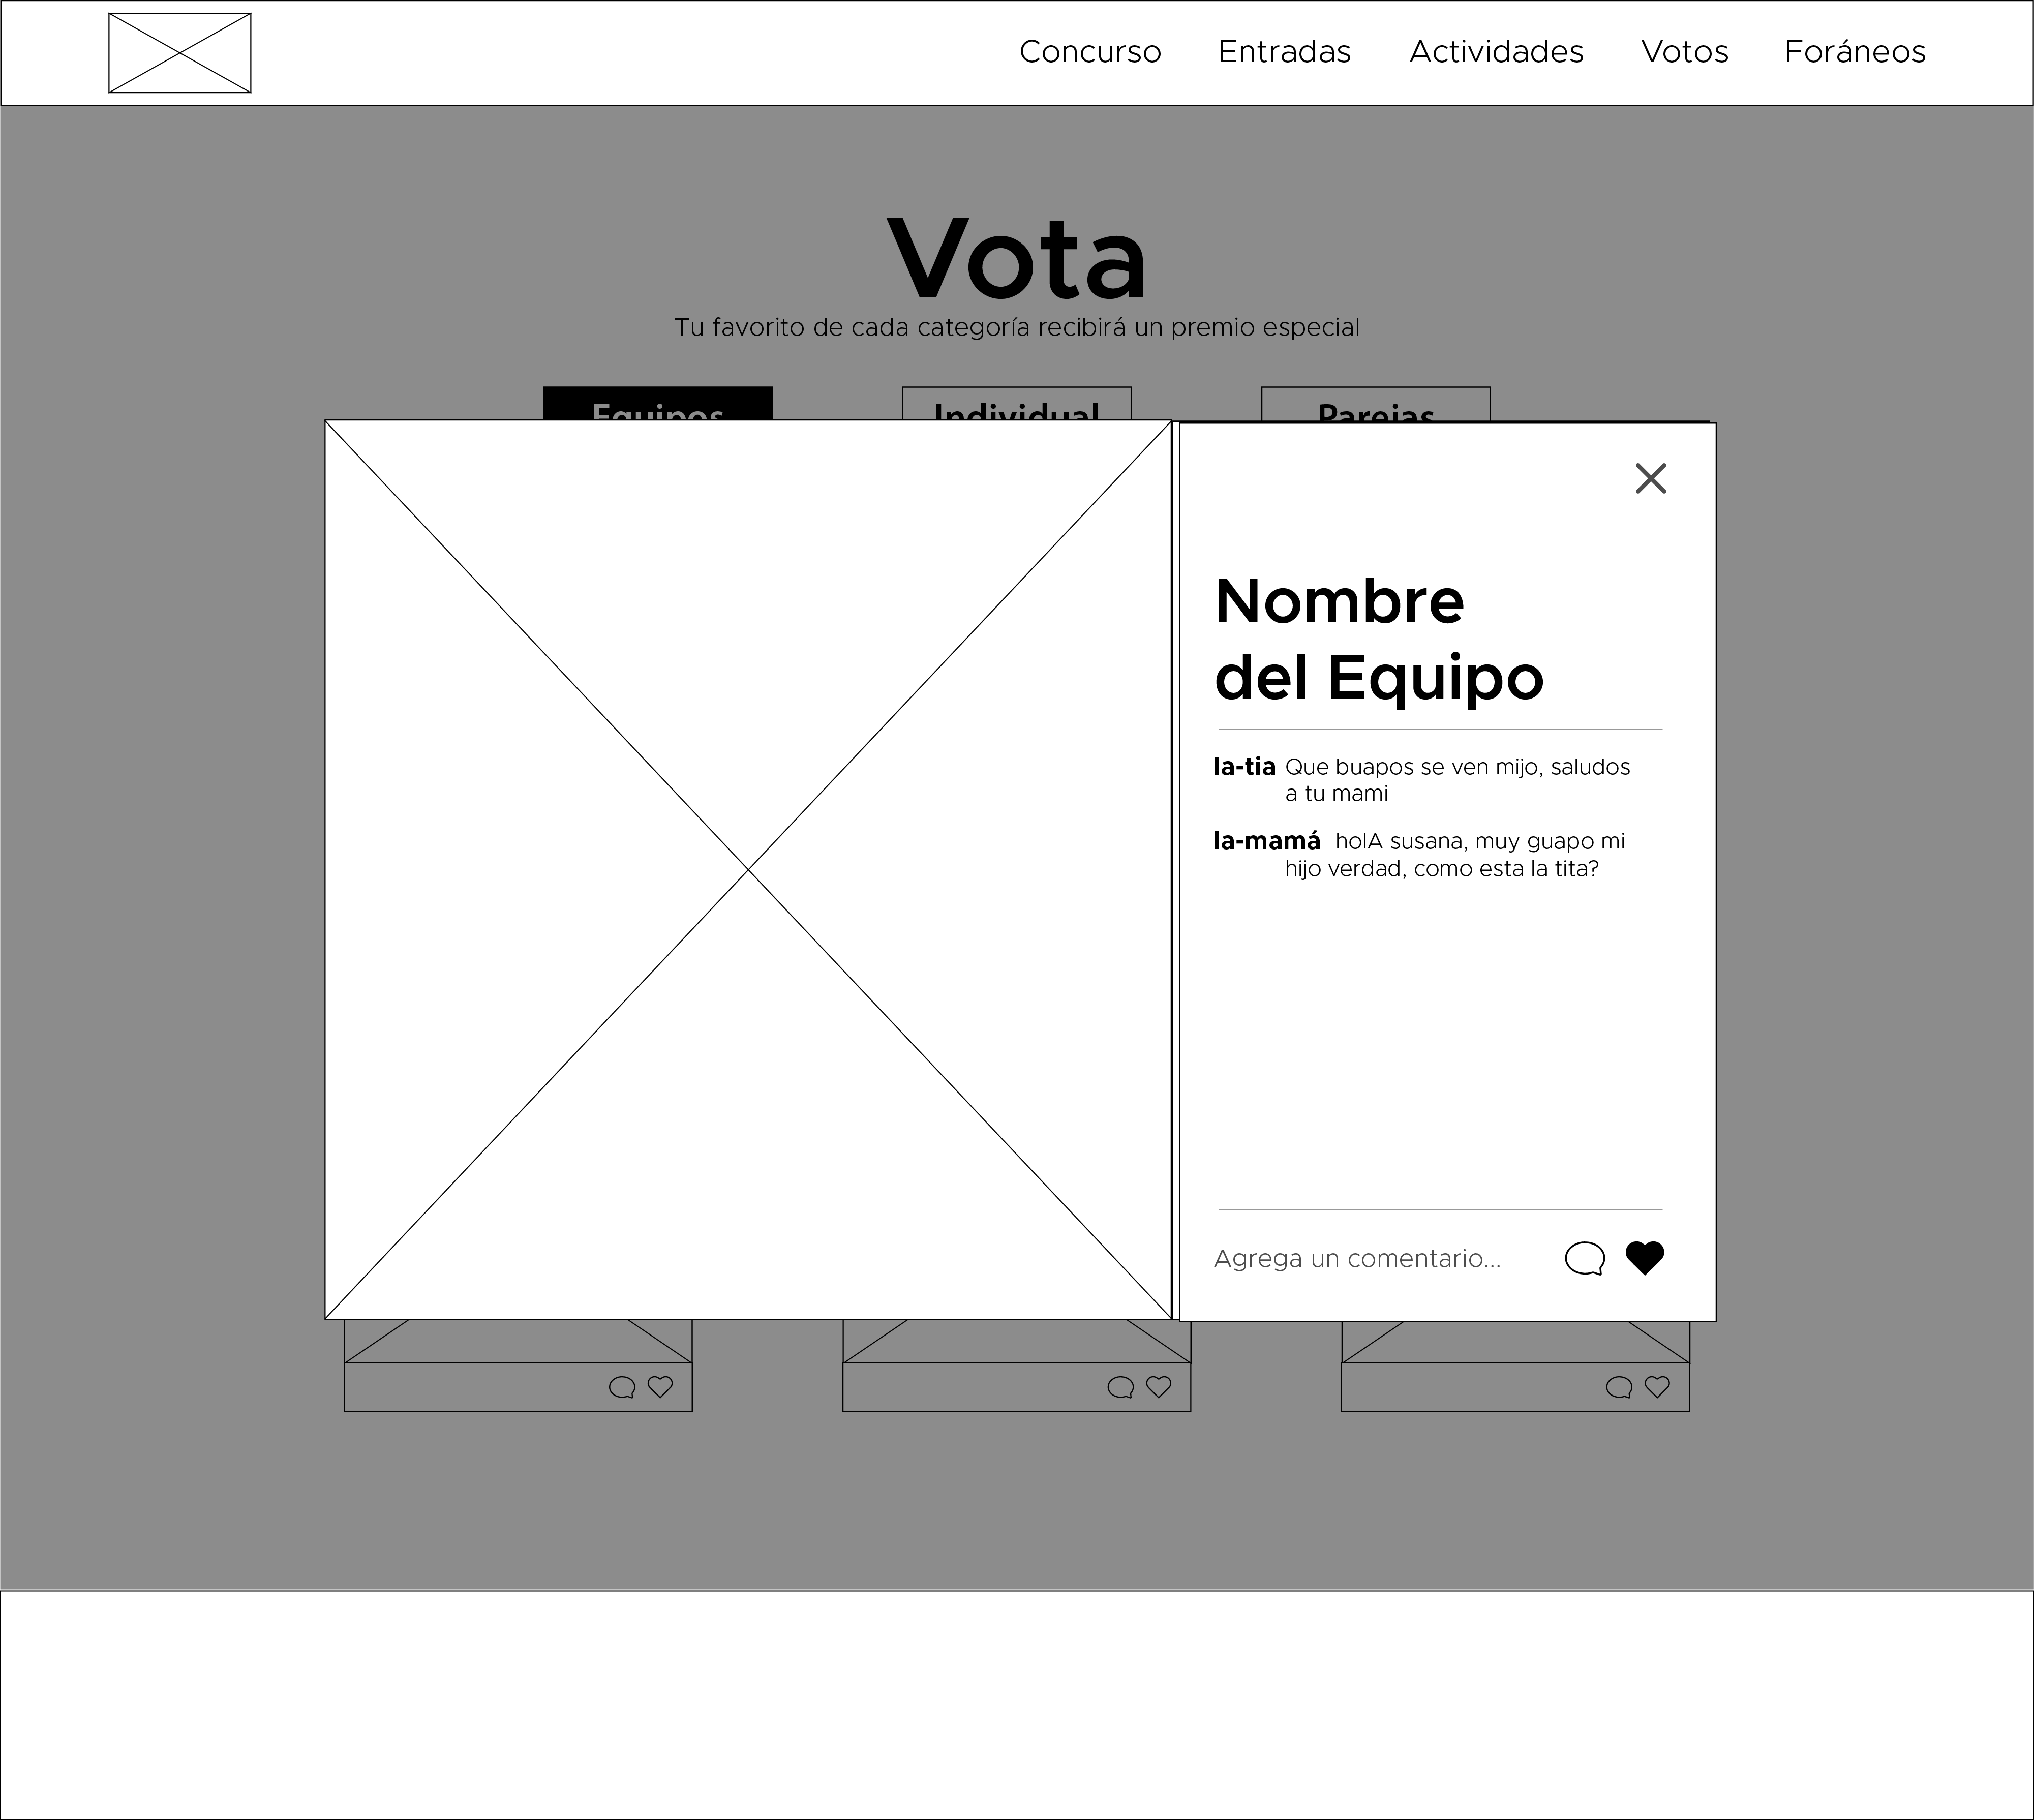 Concurso Entradas Actividades Votos Foráneos
Vota
Tu favorito de cada categoría recibirá un premio especial
Equipos Individual Parejas
Nombre
del Equipo
la-tia Que buapos se ven mijo, saludos
a tu mami
la-mamá holA susana, muy guapo mi
hijo verdad, como esta la tita?
Agrega un comentario...